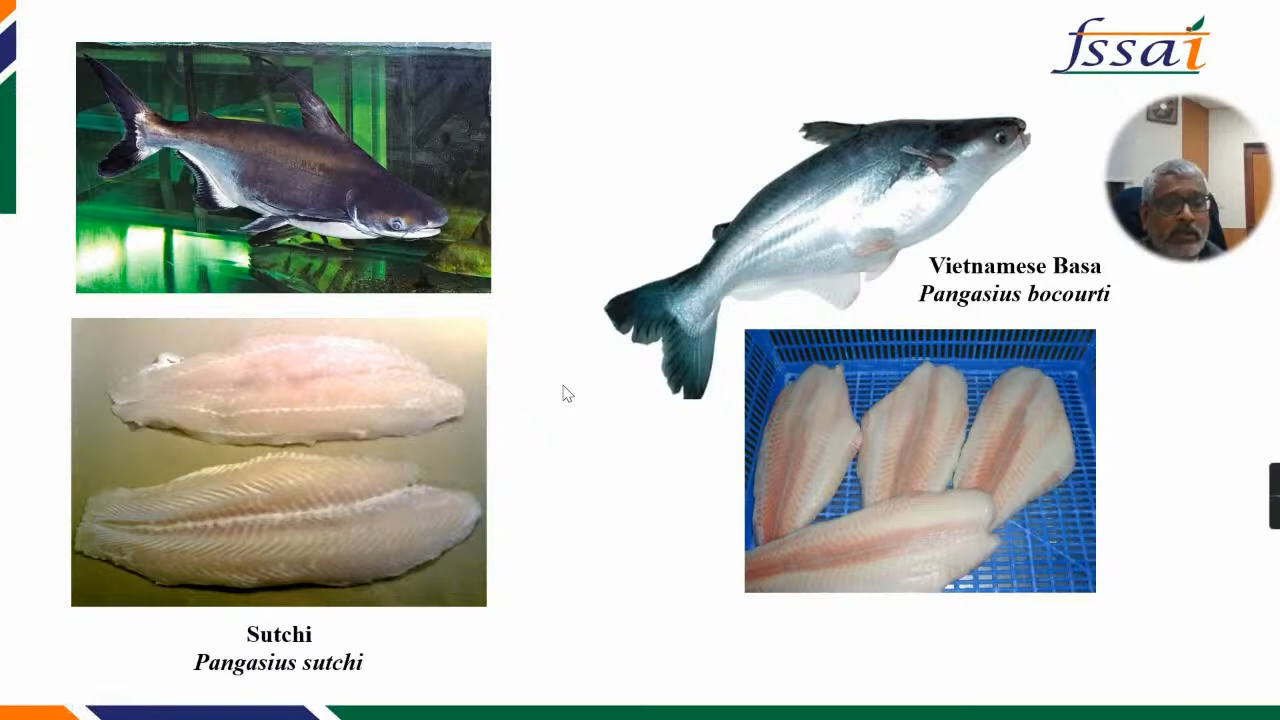 fssai
Vietnamese Basa
Pangasius bocourti
Sutchi
Pangasius sutchi